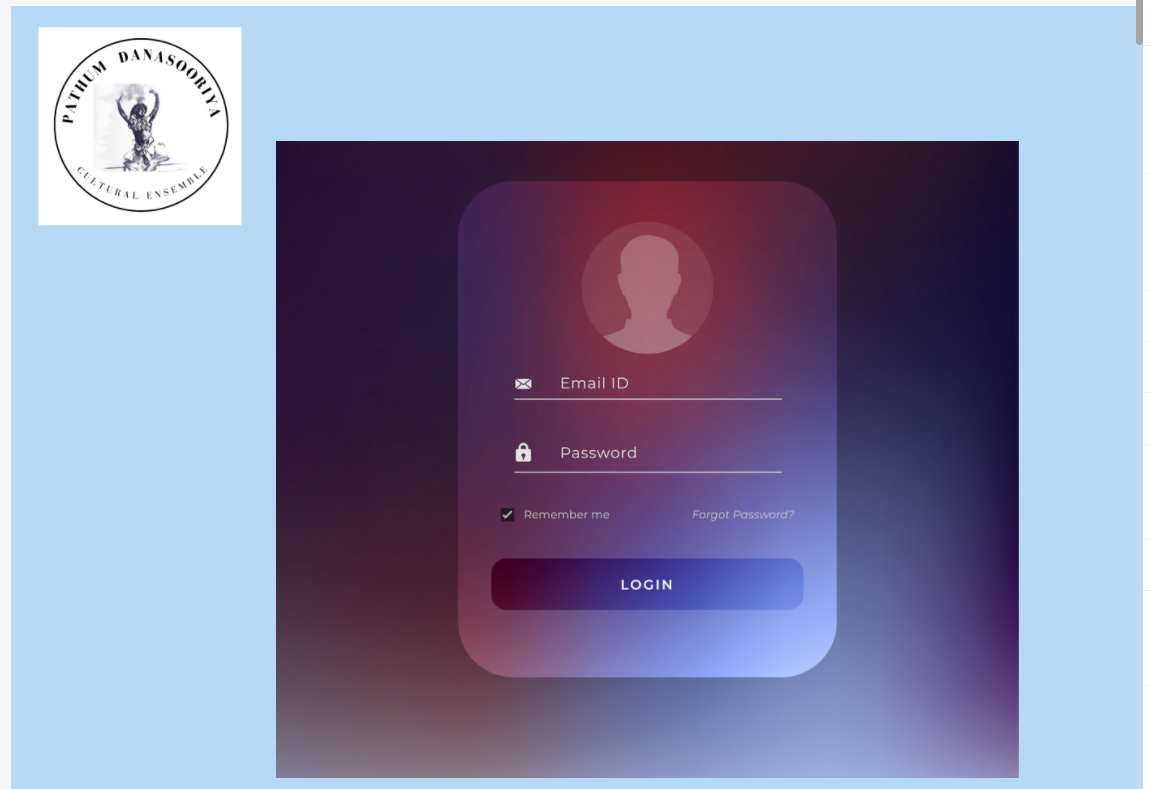 PATHUM DANASOORIYA
CULTURAL ENSEMBLE
Email ID
Password
Remember me
Forgot Password?
LOGIN